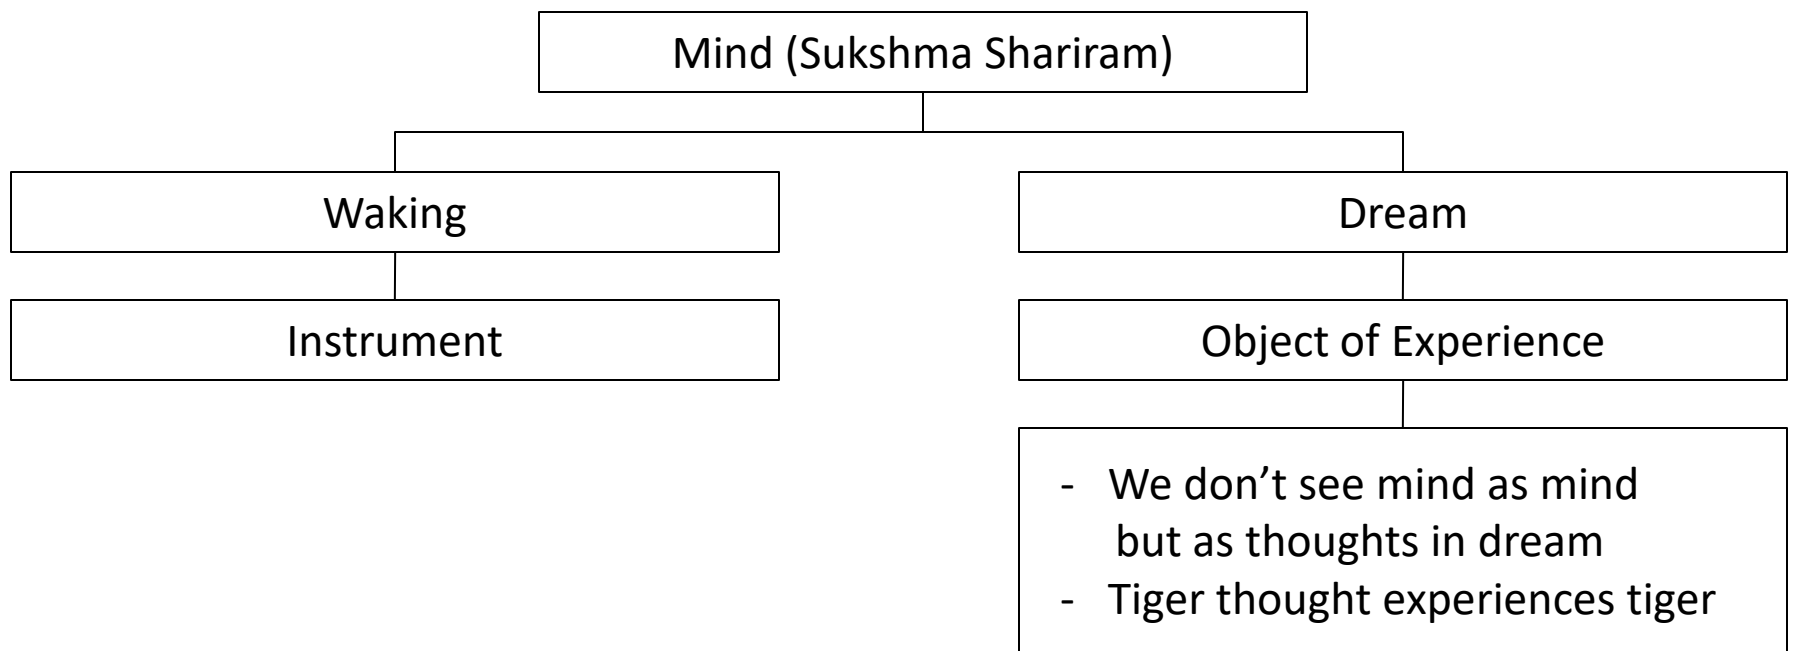 Mind (Sukshma Shariram)
Waking
Dream
Instrument
Object of Experience
- We don’t see mind as mind
but as thoughts in dream
- Tiger thought experiences tiger